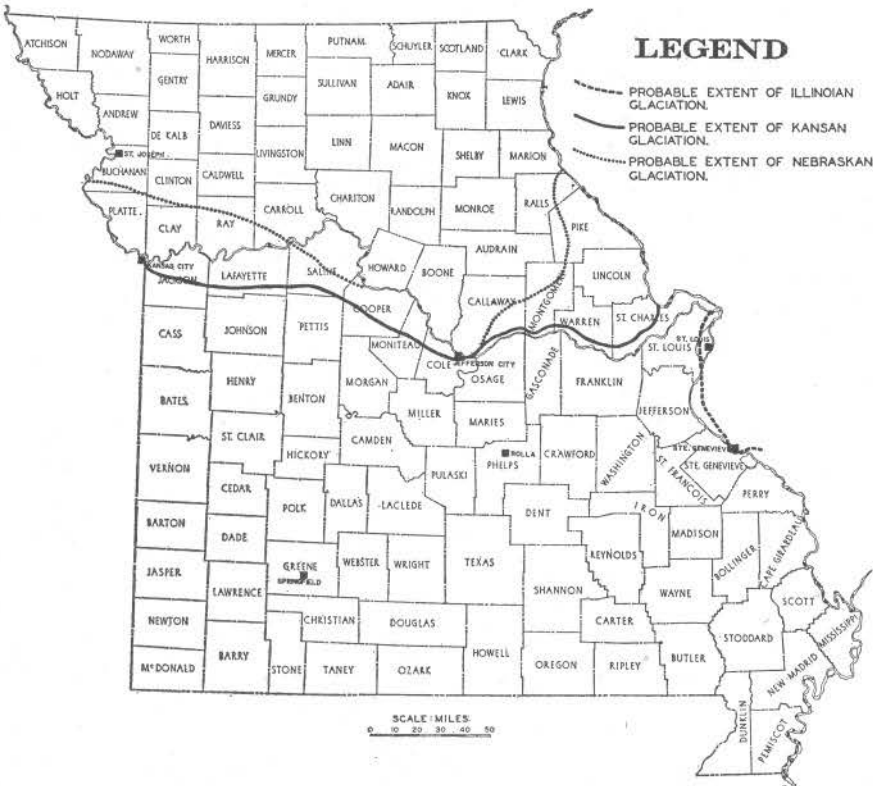 LEGEND
PROBABLE EXTENT OF ILLINOIAN
GLACIATION.
PROBABLE EXTENT OF KANSAN
GLACIATION.
PROBABLE EXTENT OF NEBRASKAN
GLACIATION.
ATCHISON
NODAWAY
WORTH
HARRISON
MERCER
PUTNAM
SCHUYLER
SCOTLAND
CLARK
HOLT
GENTRY
GRUNDY
SULLIVAN
ADAIR
KNOX
LEWIS
ANDREW
DE KALB
DAVIESS
LIVINGSTON
LINN
MACON
SHELBY
MARION
ST. JOSEPH
BUCHANAN
CLINTON
CALDWELL
CARROLL
CHARITON
RANDOLPH
MONROE
RALLS
PIKE
PLATTE
CLAY
RAY
SALINE
HOWARD
BOONE
AUDRAIN
LINCOLN
KANSAS CITY
JACKSON
LAFAYETTE
COOPER
CALLAWAY
MONTGOMERY
WARREN
ST. CHARLES
CASS
JOHNSON
PETTIS
MONITEAU
COLE
JEFFERSON CITY
OSAGE
GASCONADE
FRANKLIN
ST. LOUIS
ST. LOUIS
BATES
HENRY
BENTON
MORGAN
MILLER
MARIES
JEFFERSON
ST. CLAIR
HICKORY
CAMDEN
PULASKI
ROLLA
PHELPS
CRAWFORD
WASHINGTON
ST. FRANCOIS
STE. GENEVIEVE
STE. GENEVIEVE
PERRY
VERNON
CEDAR
POLK
DALLAS
LACLEDE
DENT
IRON
MADISON
BOLLINGER
CAPE GIRARDEAU
BARTON
DADE
GREENE
SPRINGFIELD
WEBSTER
WRIGHT
TEXAS
REYNOLDS
JASPER
LAWRENCE
SHANNON
WAYNE
SCOTT
NEWTON
CHRISTIAN
DOUGLAS
CARTER
STODDARD
MISSISSIPPI
McDONALD
BARRY
STONE
TANEY
OZARK
HOWELL
OREGON
RIPLEY
BUTLER
NEW MADRID
DUNKLIN
PEMISCOT
SCALE: MILES
0 10 20 30 40 50